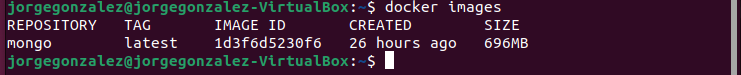 jorgegonzalez@jorgegonzalez-VirtualBox:~$ docker images
REPOSITORY   TAG       IMAGE ID       CREATED        SIZE
mongo        latest    1d3f6d5230f6   26 hours ago   696MB
jorgegonzalez@jorgegonzalez-VirtualBox:~$